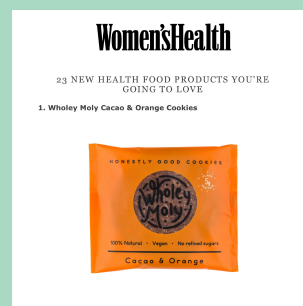 Women'sHealth
23 NEW HEALTH FOOD PRODUCTS YOU'RE
GOING TO LOVE
1. Wholey Moly Cacao & Orange Cookies
HONESTLY GOOD COOKIES
Wholey
Moly
100% Natural • Vegan • No refined sugars
Cacao & Orange